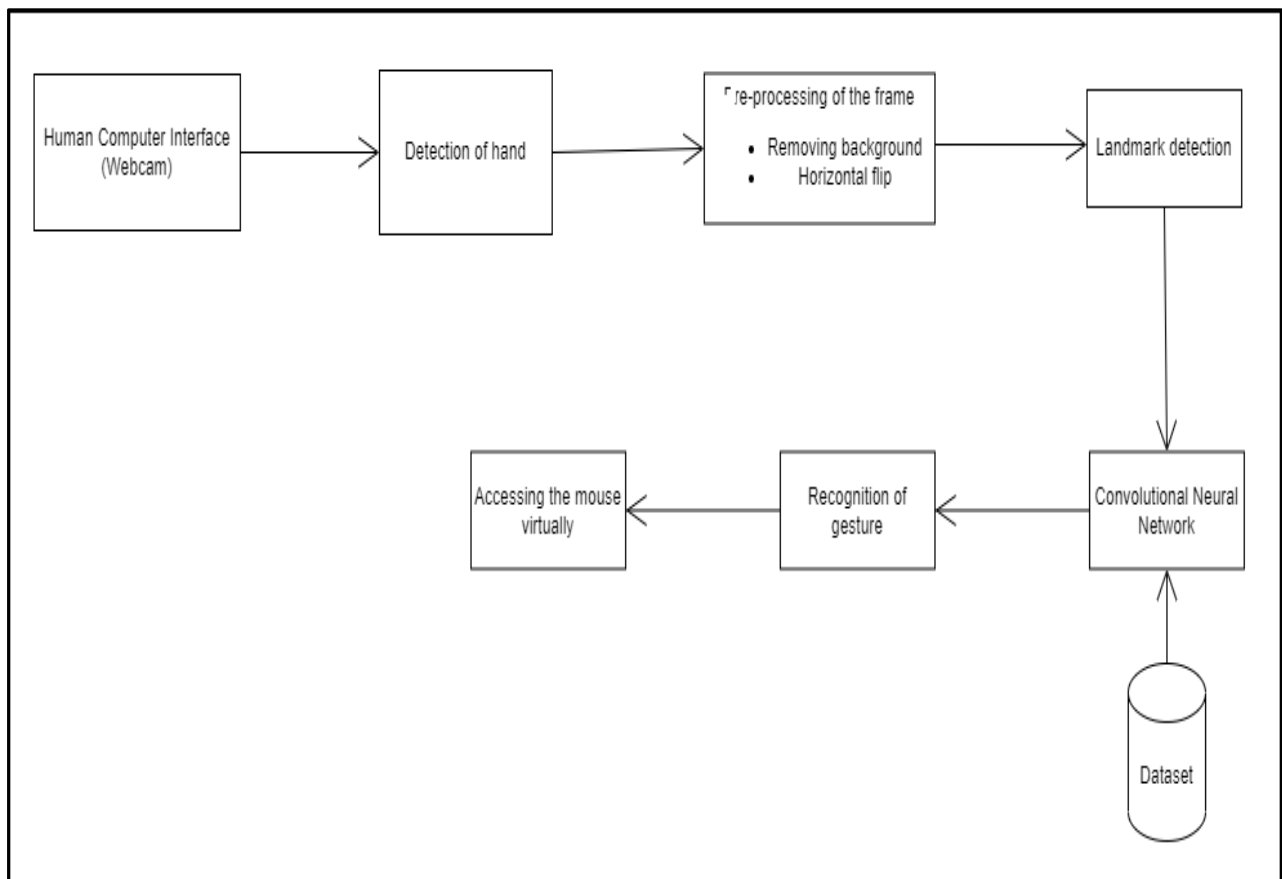 Human Computer Interface
(Webcam)
Detection of hand
Pre-processing of the frame
• Removing background
• Horizontal flip
Landmark detection
Convolutional Neural
Network
Recognition of
gesture
Accessing the mouse
virtually
Dataset